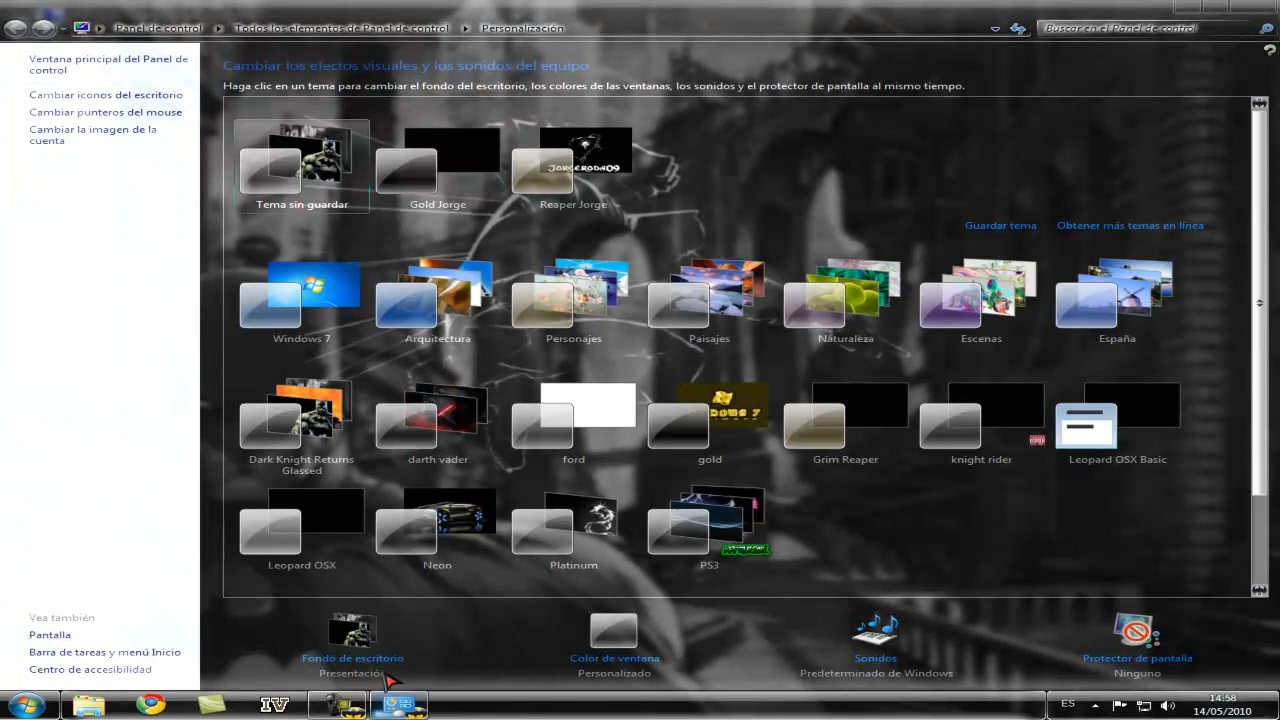 Panel de control
Todos los elementos de Panel de control
Personalización
Buscar en el Panel de control
Ventana principal del Panel de
control
Cambiar iconos del escritorio
Cambiar punteros del mouse
Cambiar la imagen de la
cuenta
Cambiar los efectos visuales y los sonidos del equipo
Haga clic en un tema para cambiar el fondo del escritorio, los colores de las ventanas, los sonidos y el protector de pantalla al mismo tiempo.
JORGERODA09
Tema sin guardar
Gold Jorge
Reaper Jorge
Guardar tema
Obtener más temas en línea
Windows 7
Arquitectura
Personajes
Paisajes
Naturaleza
Escenas
España
Dark Knight Returns
Glassed
darth vader
ford
gold
Grim Reaper
knight rider
Leopard OSX Basic
Leopard OSX
Neon
Platinum
PS3
Vea también
Pantalla
Barra de tareas y menú Inicio
Centro de accesibilidad
Fondo de escritorio
Presentación
Color de ventana
Personalizado
Sonidos
Predeterminado de Windows
Protector de pantalla
Ninguno
IV
ES
14:58
14/05/2010